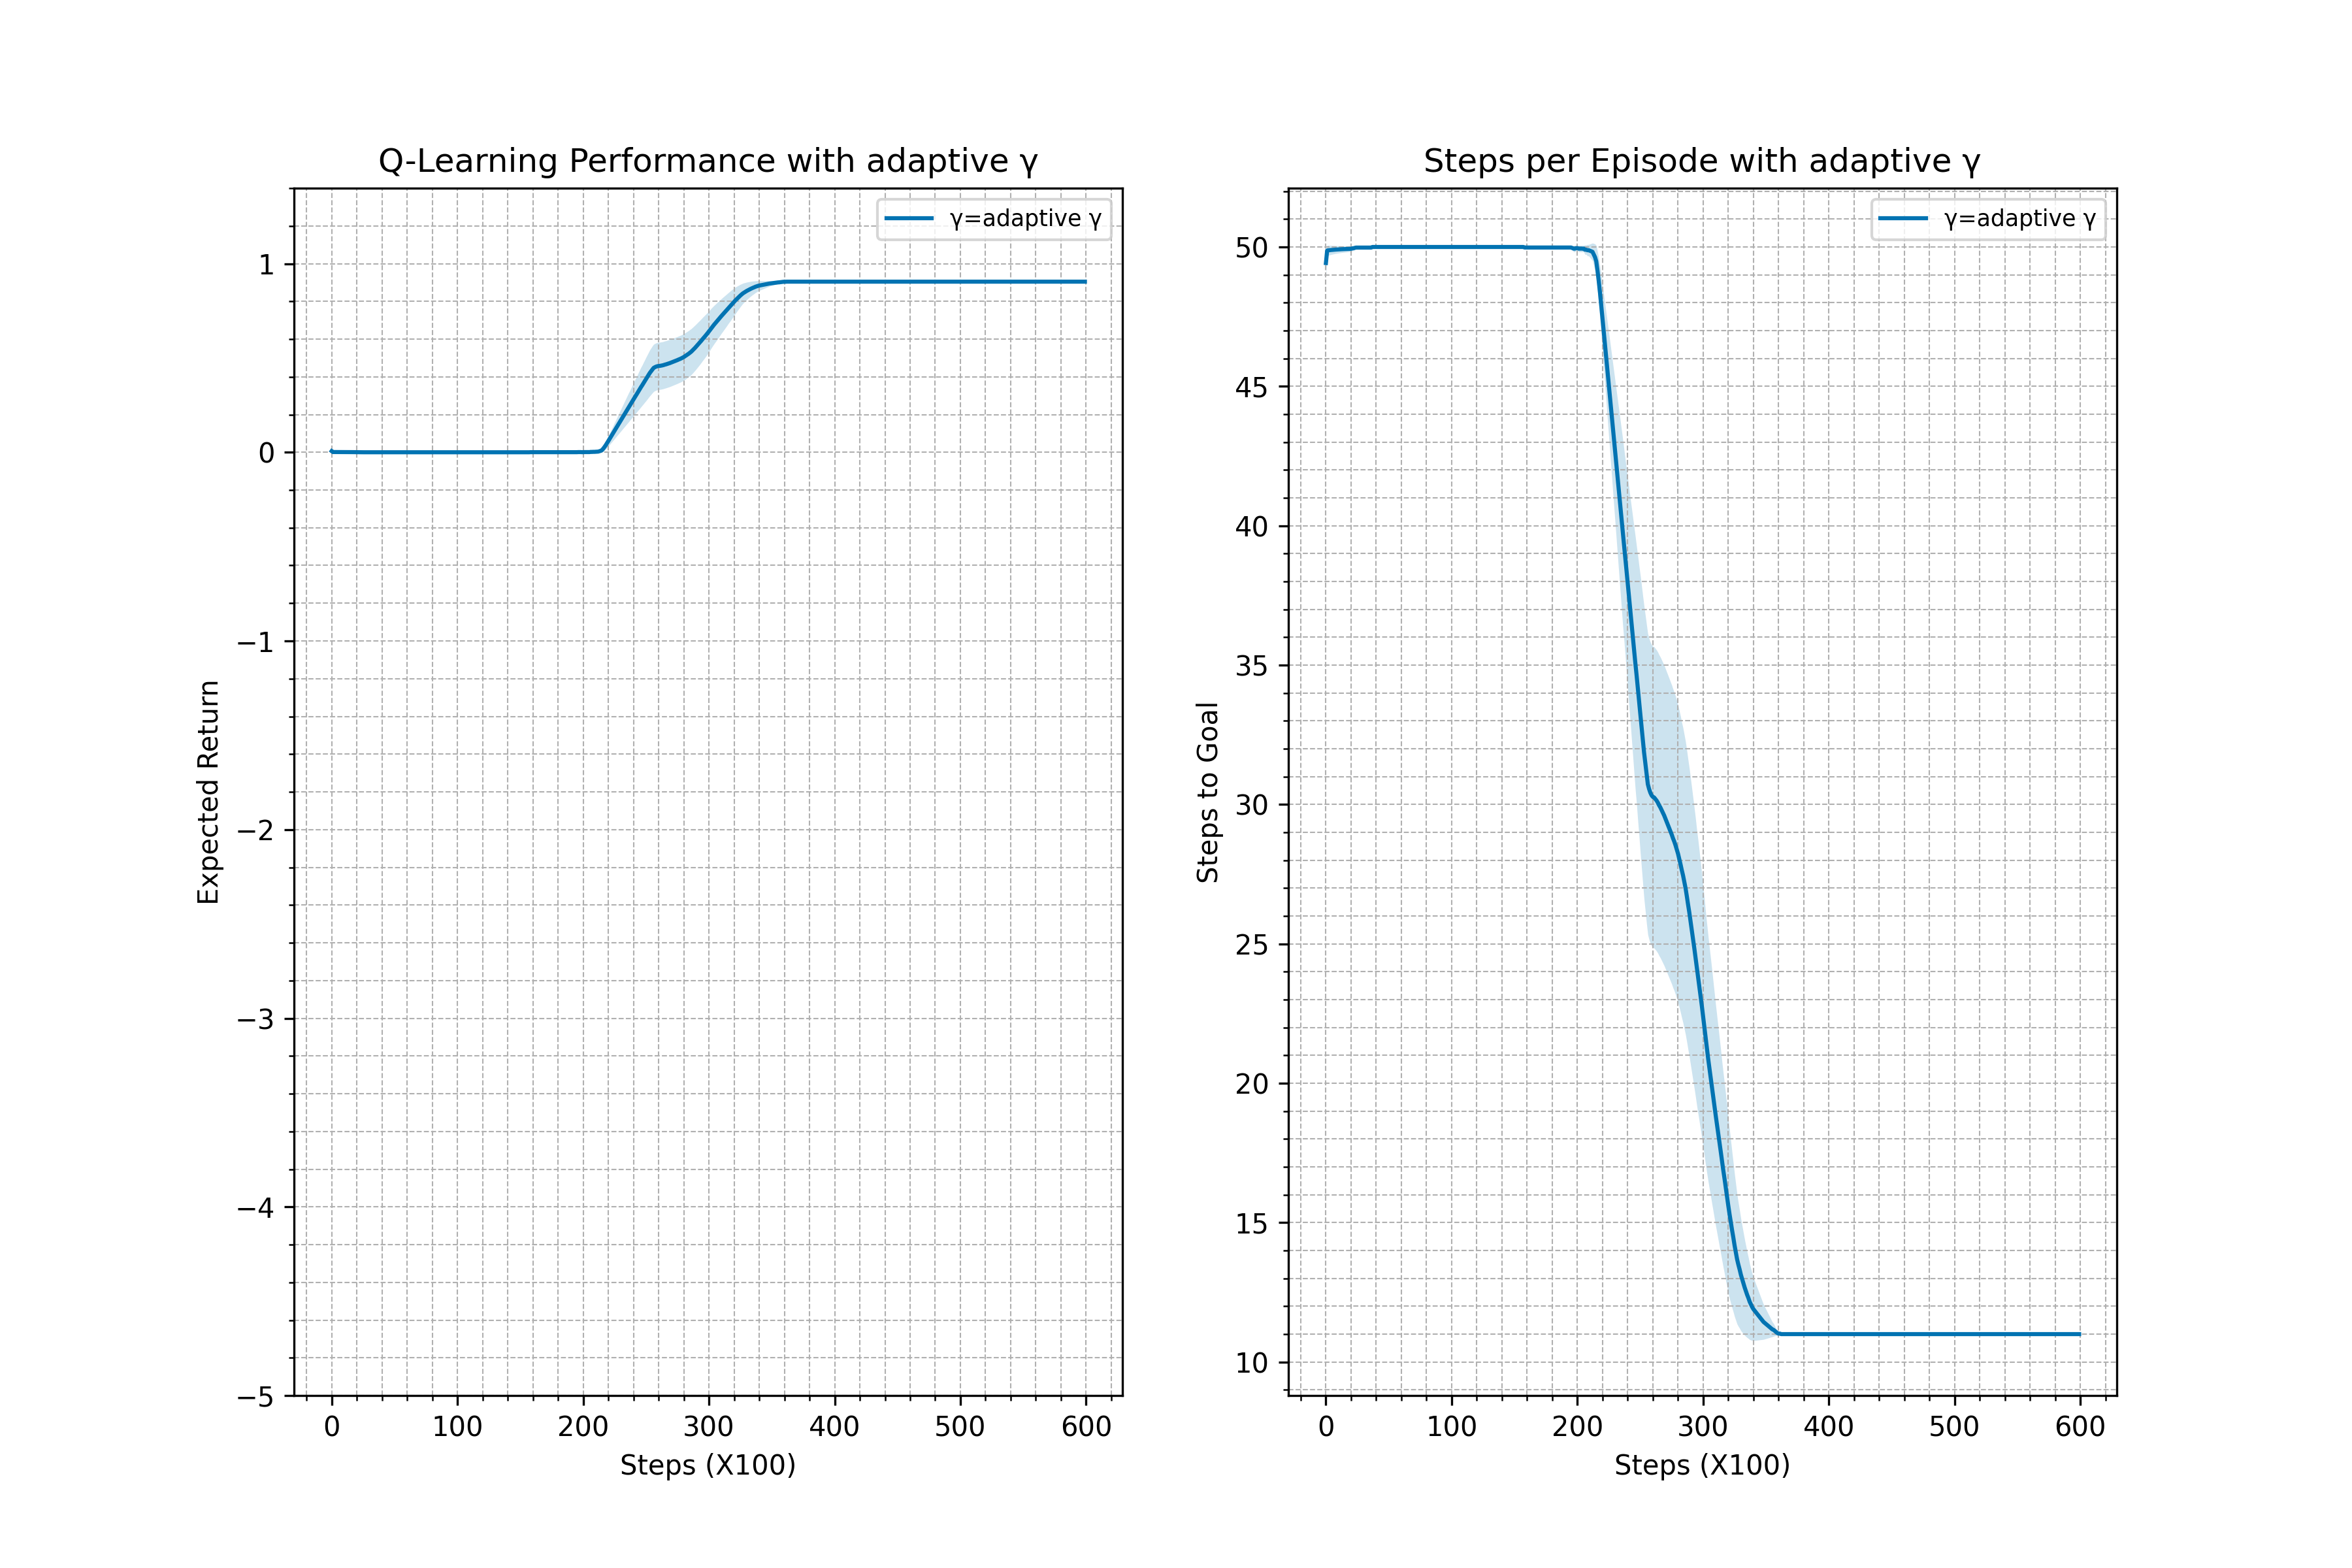 Q-Learning Performance with adaptive γ
γ=adaptive γ
1
0
−1
−2
−3
−4
−5
Expected Return
0 100 200 300 400 500 600
Steps (X100)
Steps per Episode with adaptive γ
γ=adaptive γ
50
45
40
35
30
25
20
15
10
Steps to Goal
0 100 200 300 400 500 600
Steps (X100)